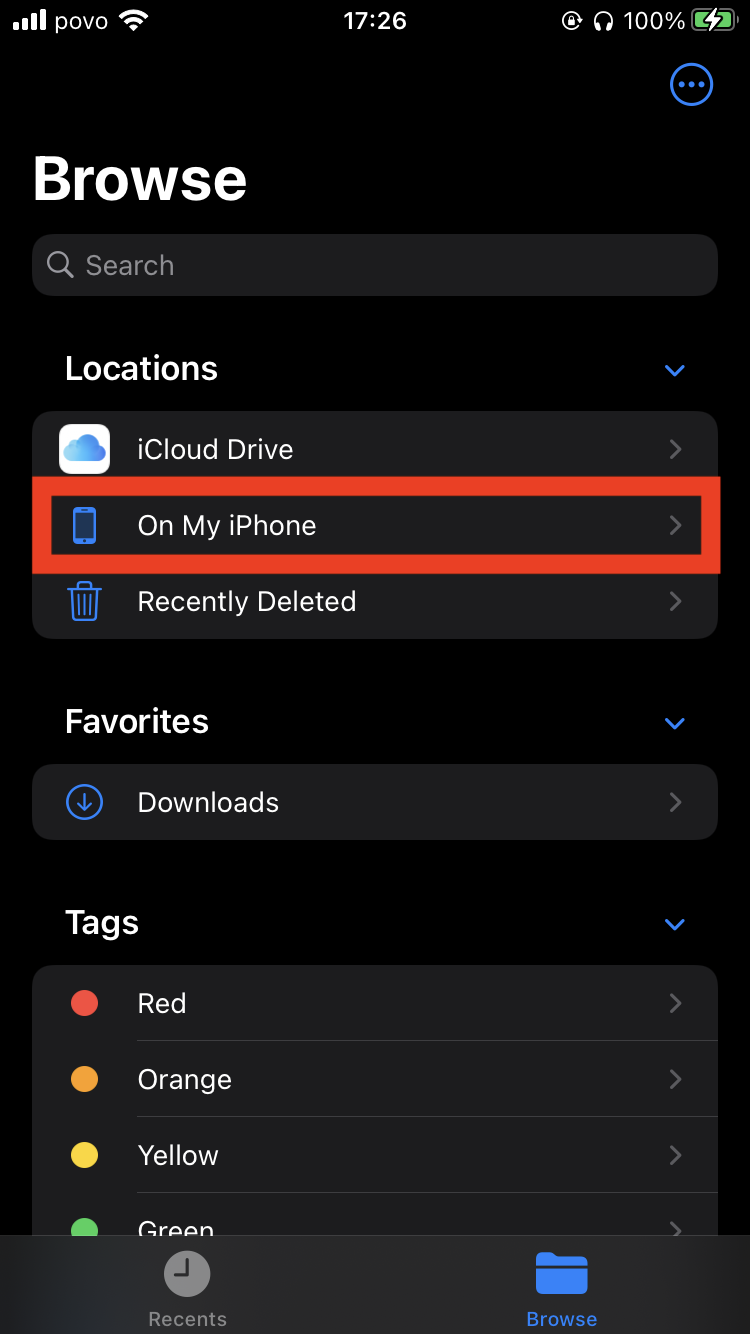 povo 17:26 100%
Browse
Search
Locations
iCloud Drive
On My iPhone
Recently Deleted
Favorites
Downloads
Tags
Red
Orange
Yellow
Green
Recents Browse